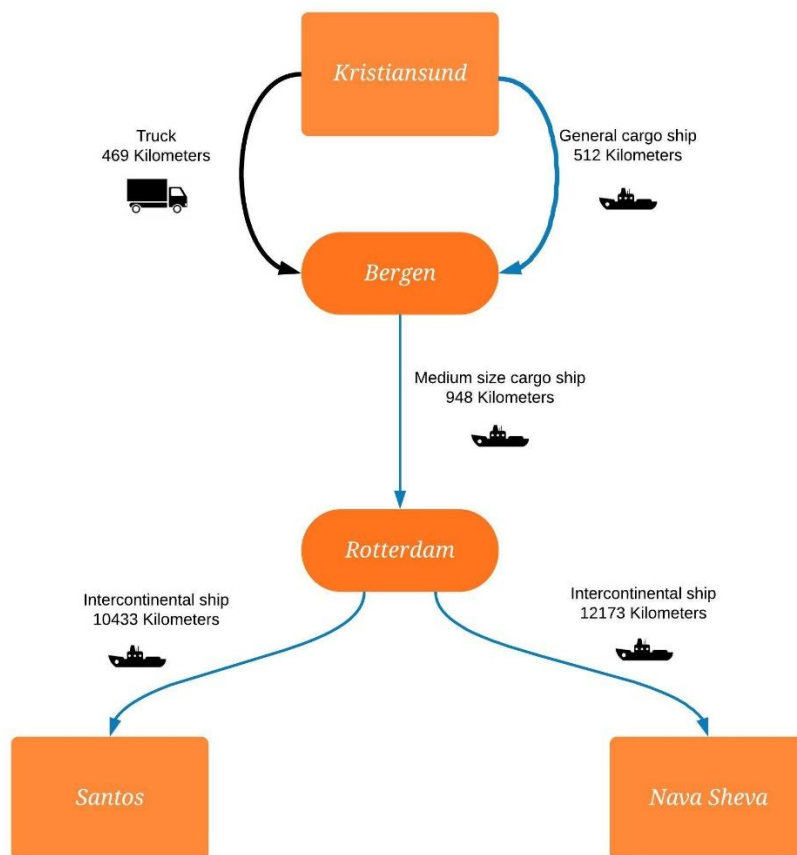 Kristiansund
Truck
469 Kilometers
General cargo ship
512 Kilometers
Bergen
Medium size cargo ship
948 Kilometers
Rotterdam
Intercontinental ship
10433 Kilometers
Intercontinental ship
12173 Kilometers
Santos
Nava Sheva